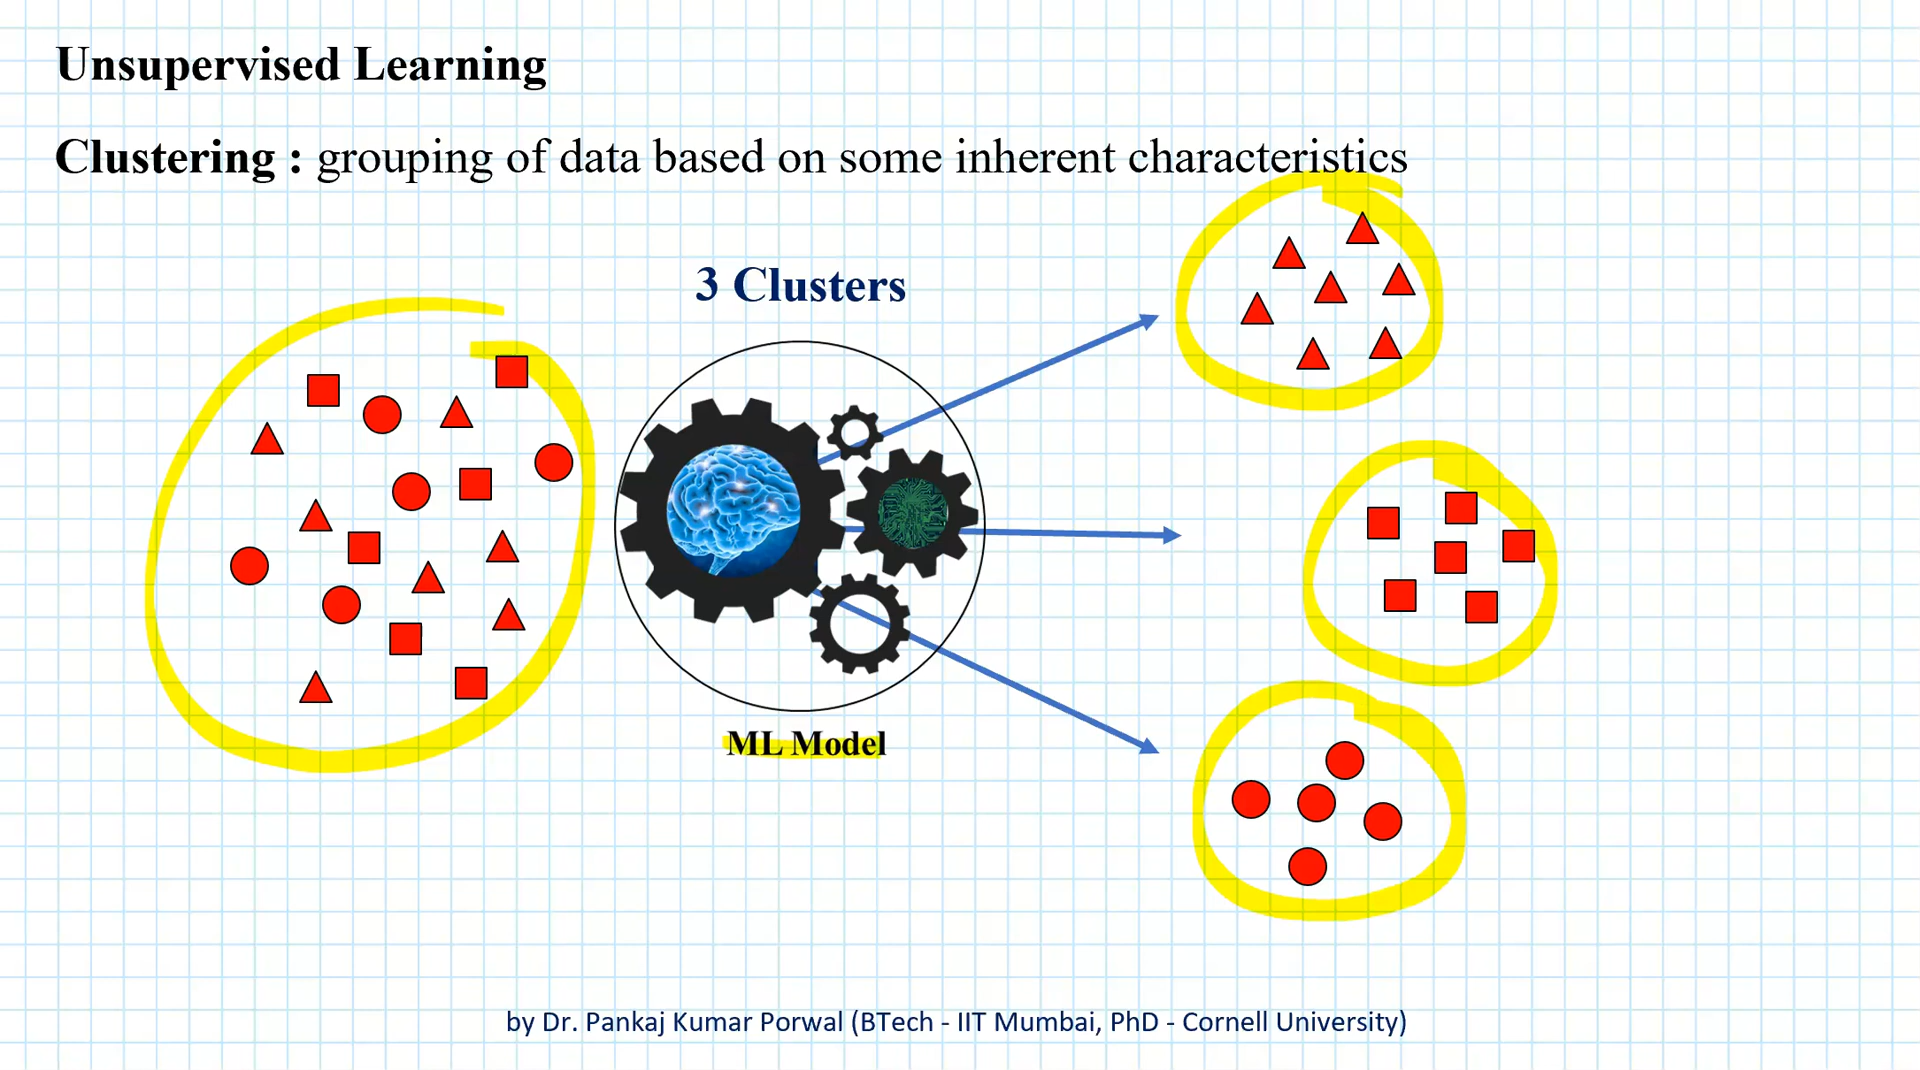 Unsupervised Learning
Clustering : grouping of data based on some inherent characteristics
3 Clusters
ML Model
by Dr. Pankaj Kumar Porwal (BTech - IIT Mumbai, PhD - Cornell University)